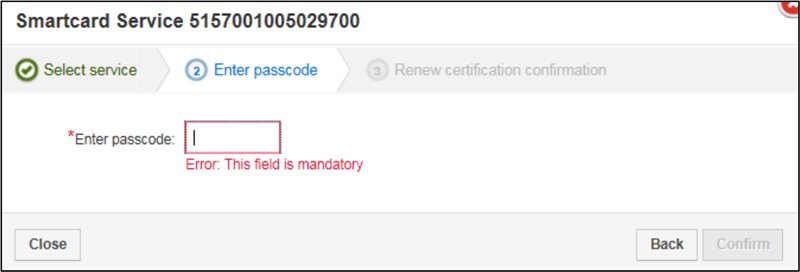 Smartcard Service 5157001005029700
Select service
2 Enter passcode
3 Renew certification confirmation
*Enter passcode:
Error: This field is mandatory
Close Back Confirm